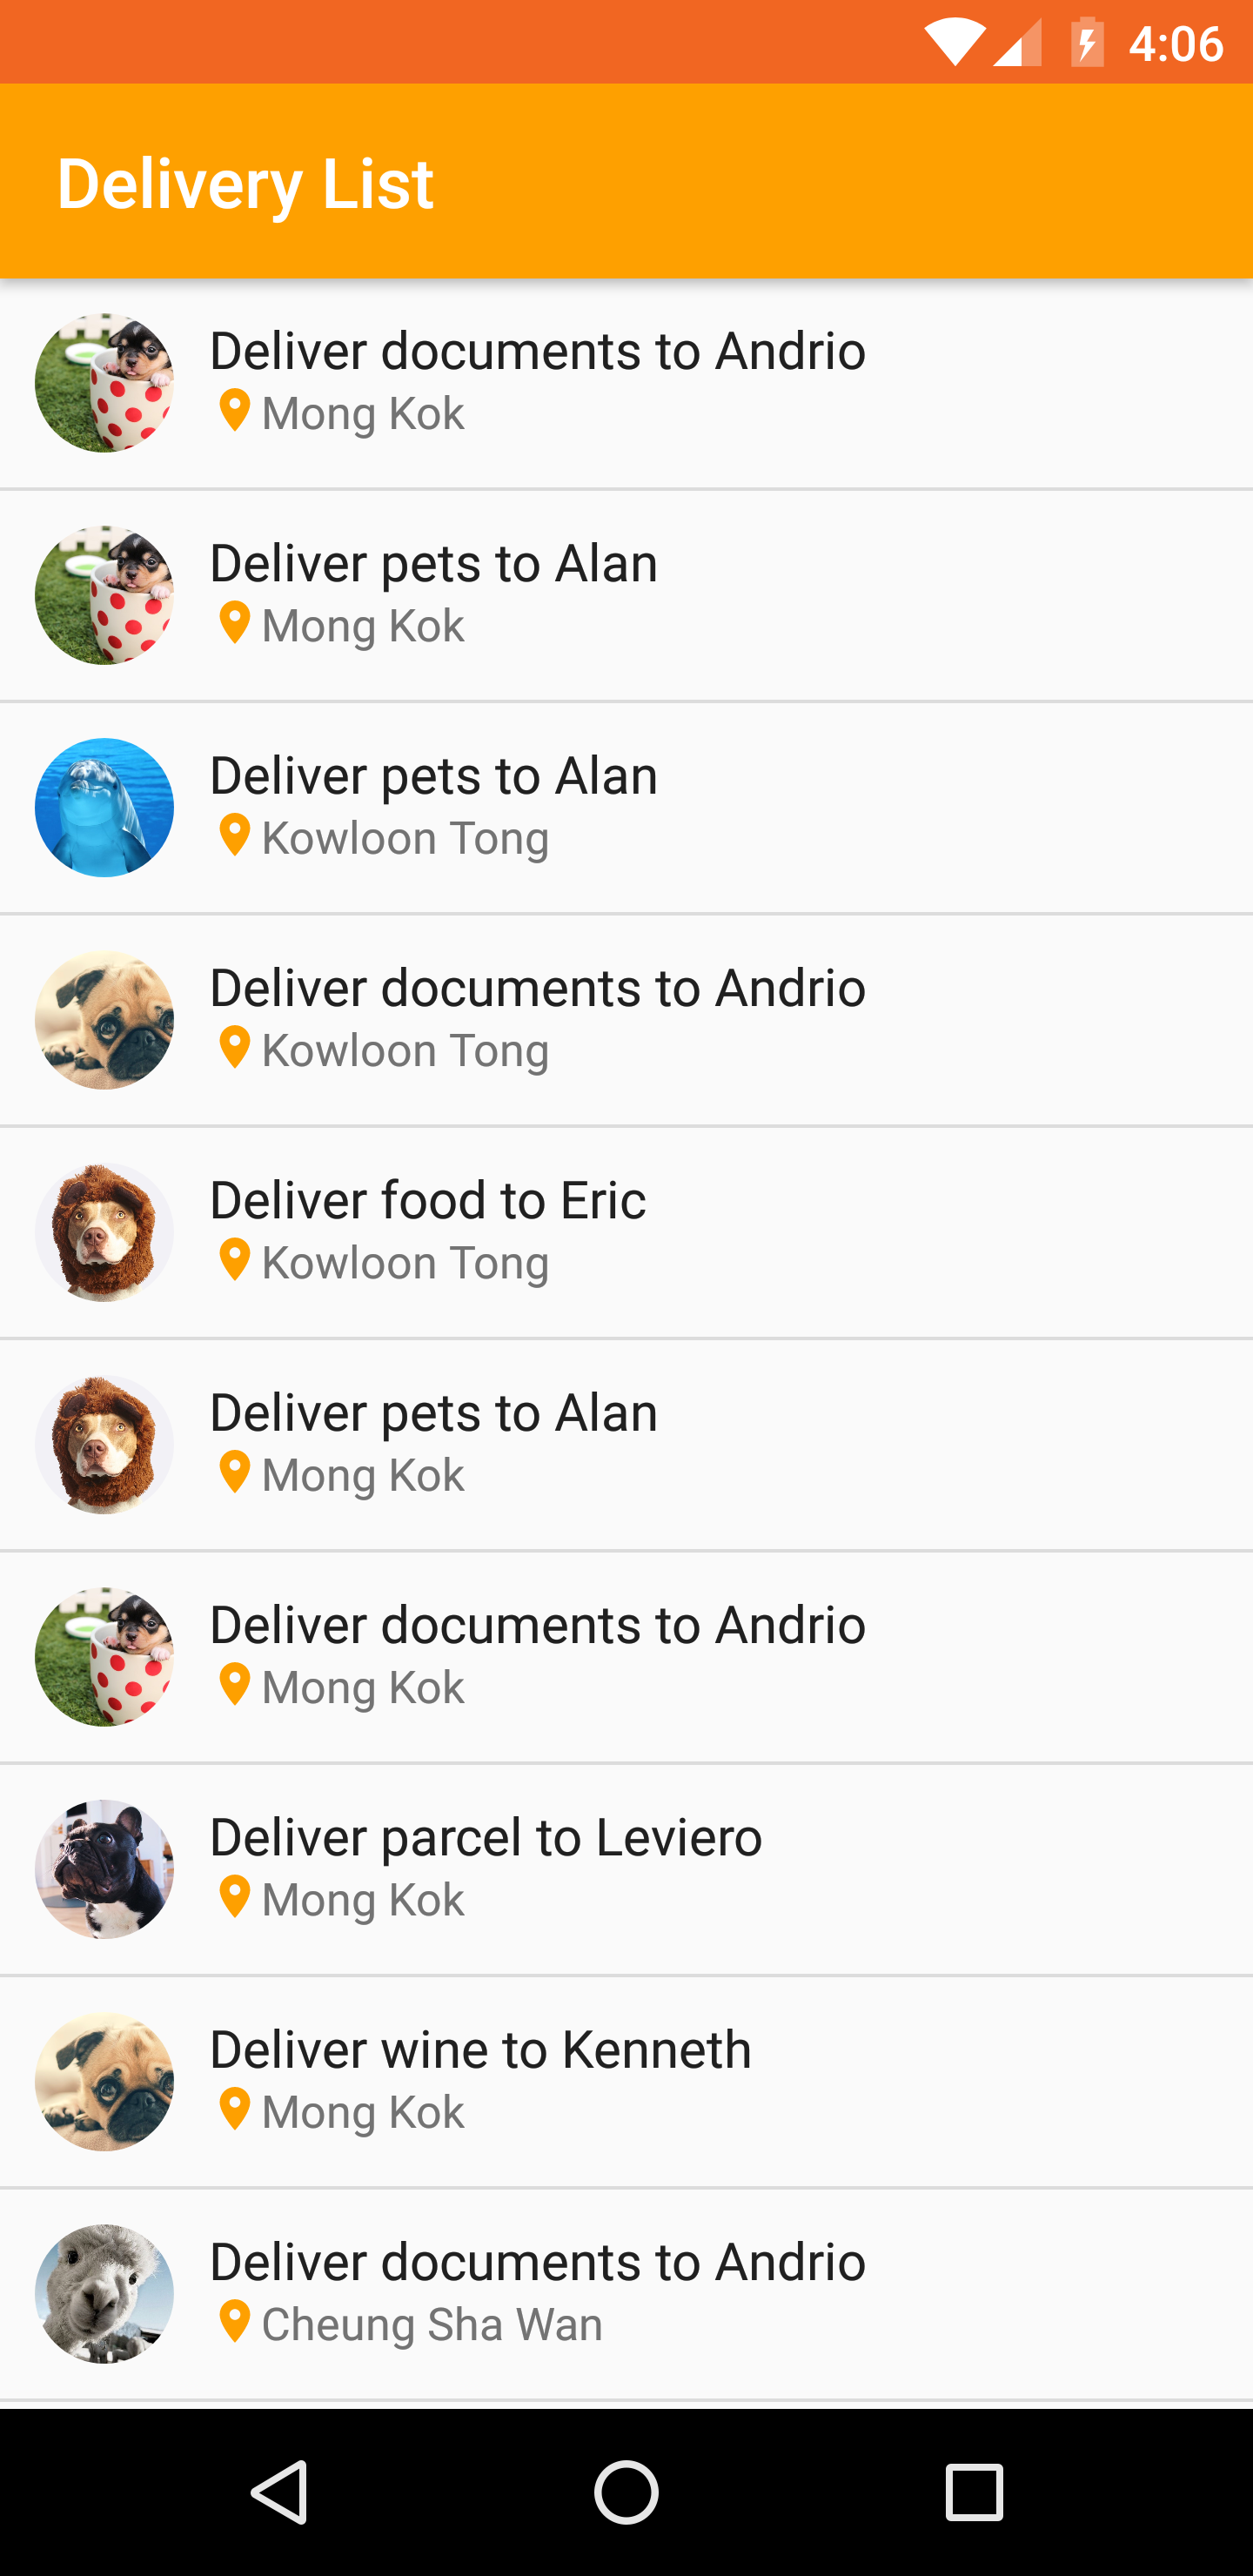 4:06
Delivery List
Deliver documents to Andrio
Mong Kok
Deliver pets to Alan
Mong Kok
Deliver pets to Alan
Kowloon Tong
Deliver documents to Andrio
Kowloon Tong
Deliver food to Eric
Kowloon Tong
Deliver pets to Alan
Mong Kok
Deliver documents to Andrio
Mong Kok
Deliver parcel to Leviero
Mong Kok
Deliver wine to Kenneth
Mong Kok
Deliver documents to Andrio
Cheung Sha Wan